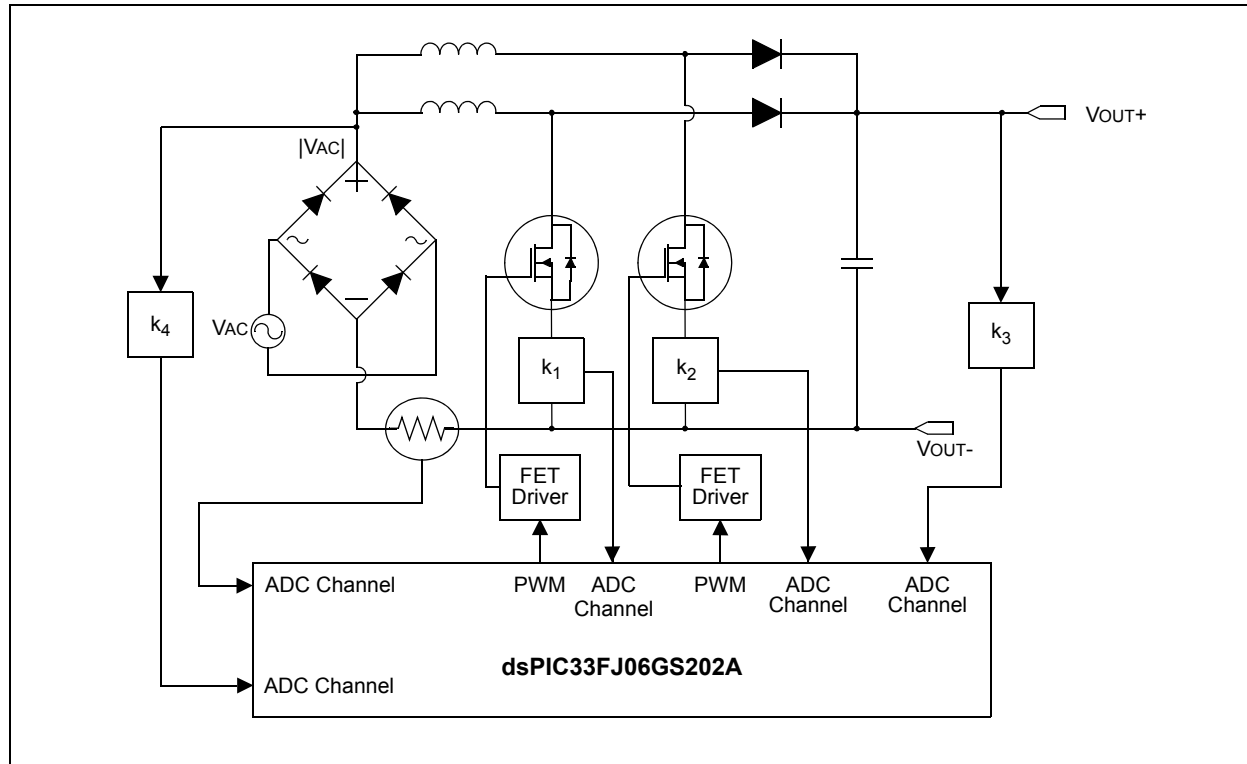 VOUT+
|VAC|
+
k4
VAC
−
k1
k2
k3
VOUT-
FET
Driver
FET
Driver
ADC Channel
PWM
ADC
Channel
PWM
ADC
Channel
ADC
Channel
dsPIC33FJ06GS202A
ADC Channel